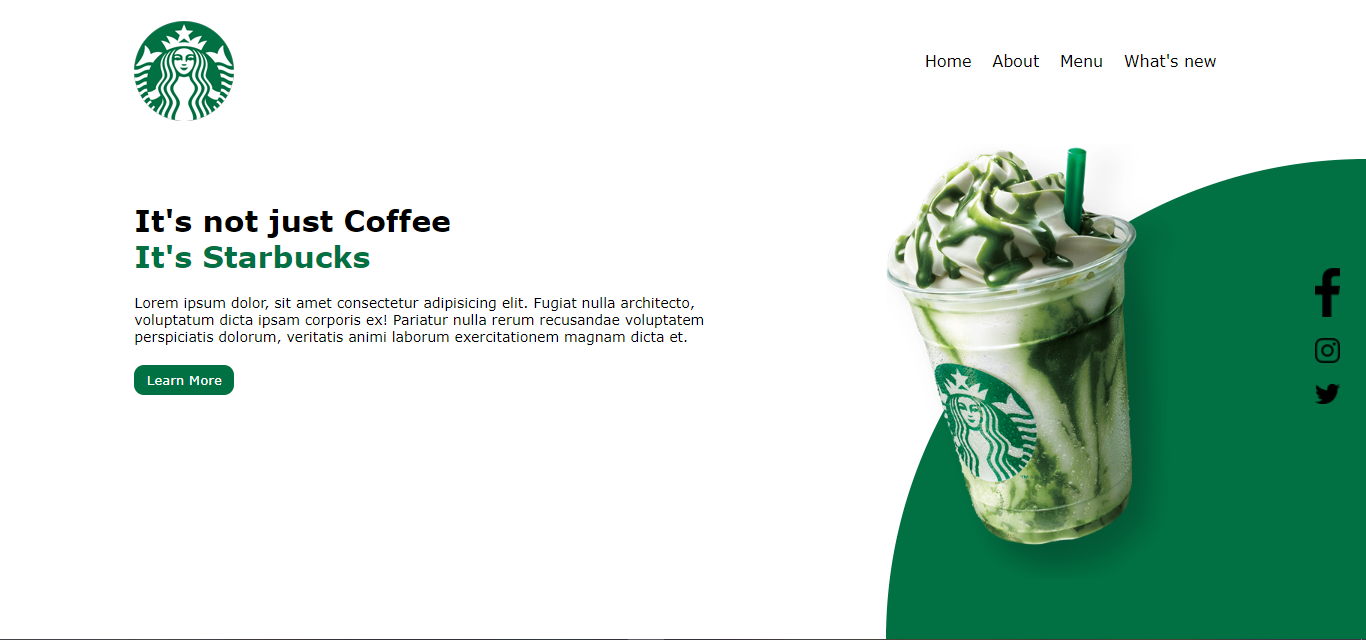 Home About Menu What's new
It's not just Coffee
It's Starbucks
Lorem ipsum dolor, sit amet consectetur adipisicing elit. Fugiat nulla architecto,
voluptatum dicta ipsam corporis ex! Pariatur nulla rerum recusandae voluptatem
perspiciatis dolorum, veritatis animi laborum exercitationem magnam dicta et.
Learn More